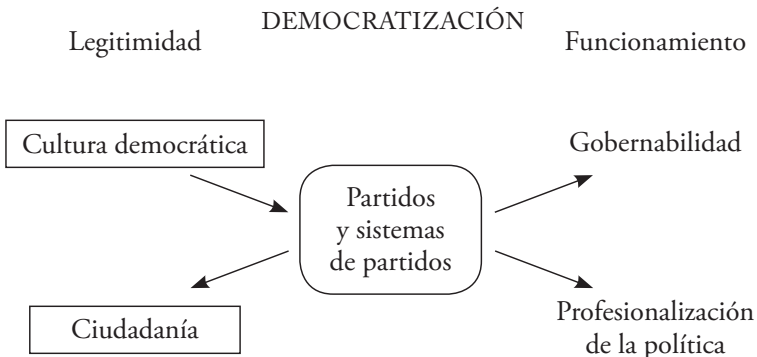 DEMOCRATIZACIÓN
Legitimidad
Funcionamiento
Cultura democrática
Gobernabilidad
Partidos
y sistemas
de partidos
Ciudadanía
Profesionalización
de la política